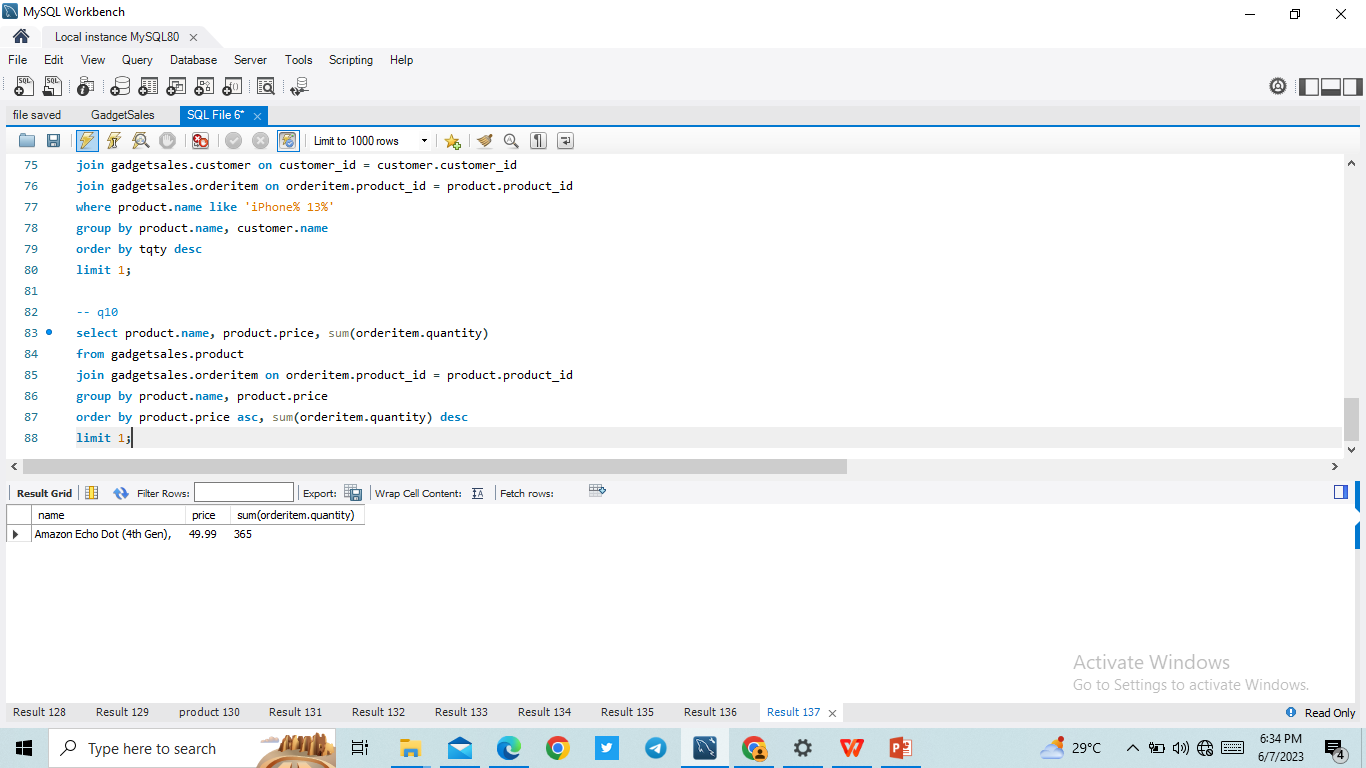 MySQL Workbench
Local instance MySQL80
File Edit View Query Database Server Tools Scripting Help
file saved GadgetSales SQL File 6*
Limit to 1000 rows
75 join gadgetsales.customer on customer_id = customer.customer_id
76 join gadgetsales.orderitem on orderitem.product_id = product.product_id
77 where product.name like 'iPhone% 13%'
78 group by product.name, customer.name
79 order by tqty desc
80 limit 1;
81
82 -- q10
83 select product.name, product.price, sum(orderitem.quantity)
84 from gadgetsales.product
85 join gadgetsales.orderitem on orderitem.product_id = product.product_id
86 group by product.name, product.price
87 order by product.price asc, sum(orderitem.quantity) desc
88 limit 1;
Result Grid Filter Rows: Export: Wrap Cell Content: Fetch rows:
name price sum(orderitem.quantity)
Amazon Echo Dot (4th Gen), 49.99 365
Activate Windows
Go to Settings to activate Windows.
Result 128 Result 129 product 130 Result 131 Result 132 Result 133 Result 134 Result 135 Result 136 Result 137 Read Only
Type here to search 29°C 6:34 PM
6/7/2023 4